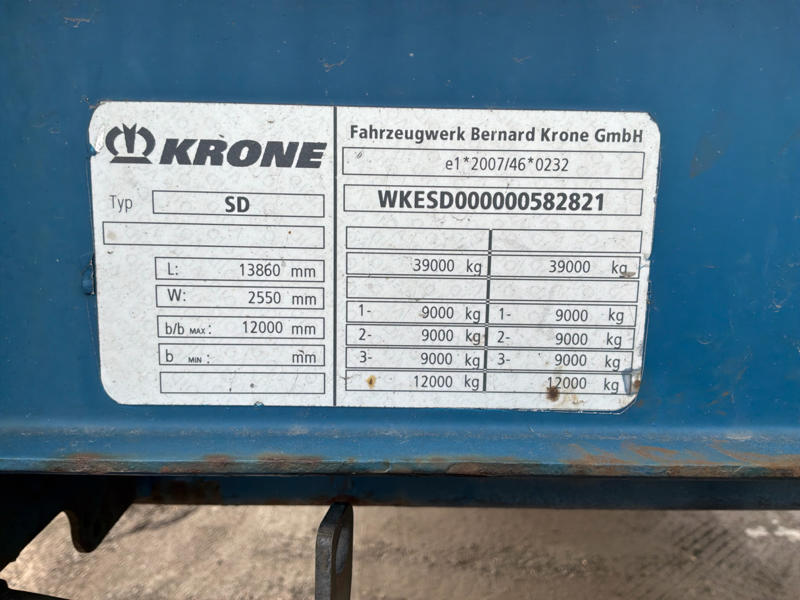 KRONE
Typ SD
L: 13860 mm
W: 2550 mm
b/b MAX: 12000 mm
b MIN: mm
Fahrzeugwerk Bernard Krone GmbH
e1*2007/46*0232
WKESD000000582821
39000 kg 39000 kg
1- 9000 kg 1- 9000 kg
2- 9000 kg 2- 9000 kg
3- 9000 kg 3- 9000 kg
12000 kg 12000 kg